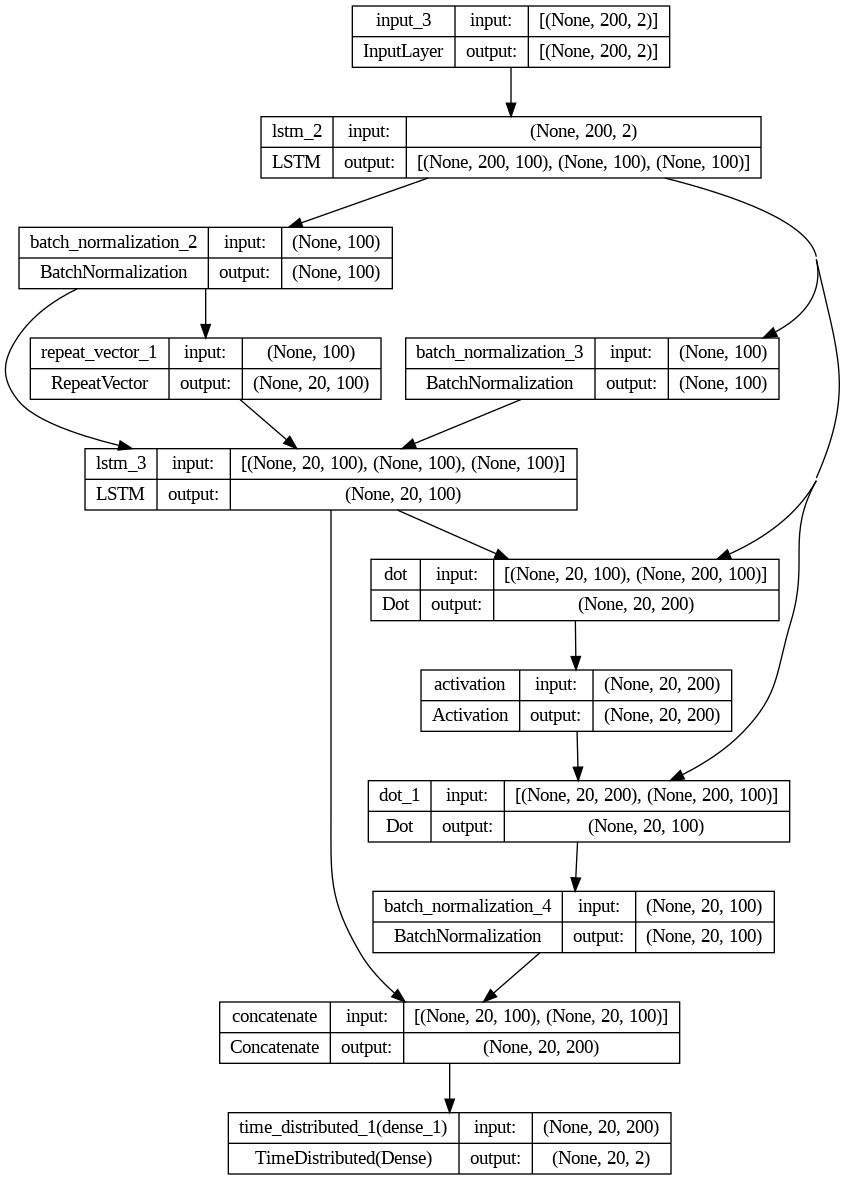 input_3 input: [(None, 200, 2)]
InputLayer output: [(None, 200, 2)]
lstm_2 input: (None, 200, 2)
LSTM output: [(None, 200, 100), (None, 100), (None, 100)]
batch_normalization_2 input: (None, 100)
BatchNormalization output: (None, 100)
repeat_vector_1 input: (None, 100)
RepeatVector output: (None, 20, 100)
batch_normalization_3 input: (None, 100)
BatchNormalization output: (None, 100)
lstm_3 input: [(None, 20, 100), (None, 100), (None, 100)]
LSTM output: (None, 20, 100)
dot input: [(None, 20, 100), (None, 200, 100)]
Dot output: (None, 20, 200)
activation input: (None, 20, 200)
Activation output: (None, 20, 200)
dot_1 input: [(None, 20, 200), (None, 200, 100)]
Dot output: (None, 20, 100)
batch_normalization_4 input: (None, 20, 100)
BatchNormalization output: (None, 20, 100)
concatenate input: [(None, 20, 100), (None, 20, 100)]
Concatenate output: (None, 20, 200)
time_distributed_1(dense_1) input: (None, 20, 200)
TimeDistributed(Dense) output: (None, 20, 2)